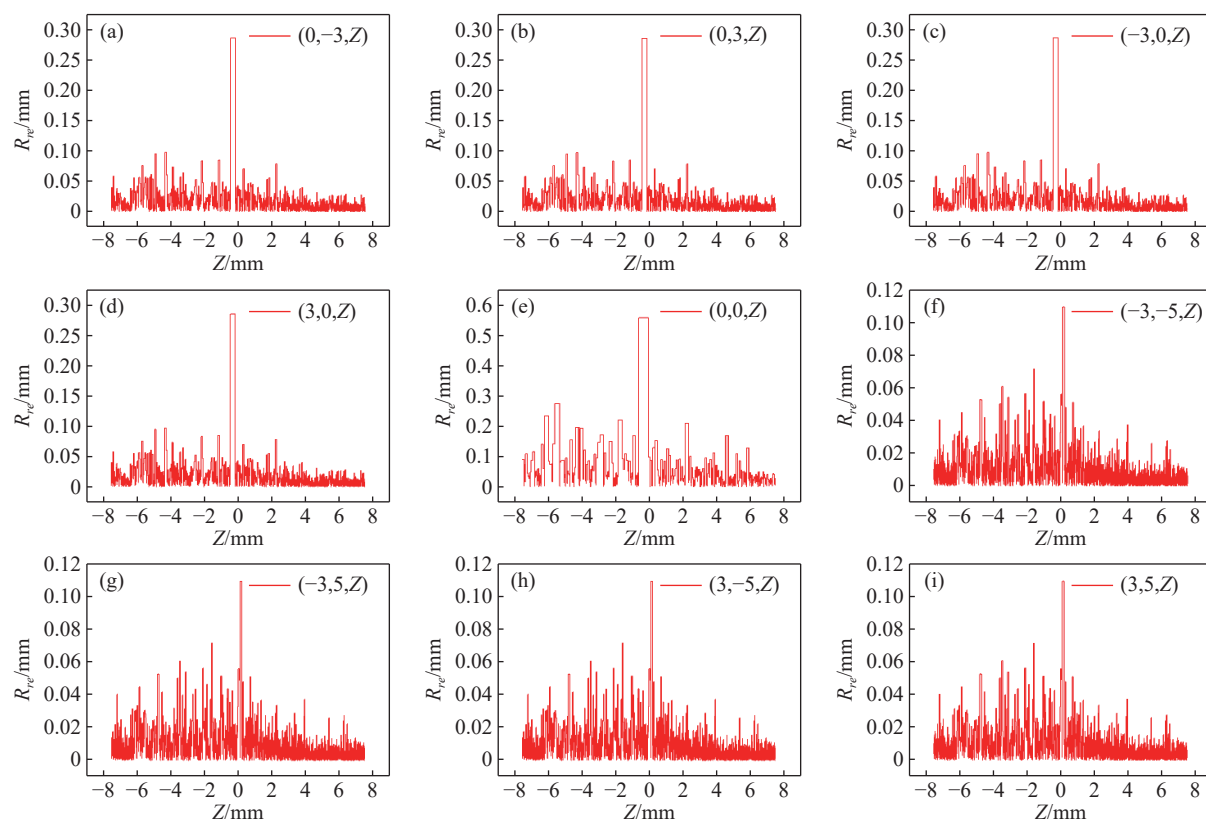 (a)
(0,−3,Z)
R_re/mm
0.30
0.25
0.20
0.15
0.10
0.05
0
−8 −6 −4 −2 0 2 4 6 8
Z/mm
(b)
(0,3,Z)
R_re/mm
0.30
0.25
0.20
0.15
0.10
0.05
0
−8 −6 −4 −2 0 2 4 6 8
Z/mm
(c)
(−3,0,Z)
R_re/mm
0.30
0.25
0.20
0.15
0.10
0.05
0
−8 −6 −4 −2 0 2 4 6 8
Z/mm
(d)
(3,0,Z)
R_re/mm
0.30
0.25
0.20
0.15
0.10
0.05
0
−8 −6 −4 −2 0 2 4 6 8
Z/mm
(e)
(0,0,Z)
R_re/mm
0.6
0.5
0.4
0.3
0.2
0.1
0
−8 −6 −4 −2 0 2 4 6 8
Z/mm
(f)
(−3,−5,Z)
R_re/mm
0.12
0.10
0.08
0.06
0.04
0.02
0
−8 −6 −4 −2 0 2 4 6 8
Z/mm
(g)
(−3,5,Z)
R_re/mm
0.12
0.10
0.08
0.06
0.04
0.02
0
−8 −6 −4 −2 0 2 4 6 8
Z/mm
(h)
(3,−5,Z)
R_re/mm
0.12
0.10
0.08
0.06
0.04
0.02
0
−8 −6 −4 −2 0 2 4 6 8
Z/mm
(i)
(3,5,Z)
R_re/mm
0.12
0.10
0.08
0.06
0.04
0.02
0
−8 −6 −4 −2 0 2 4 6 8
Z/mm